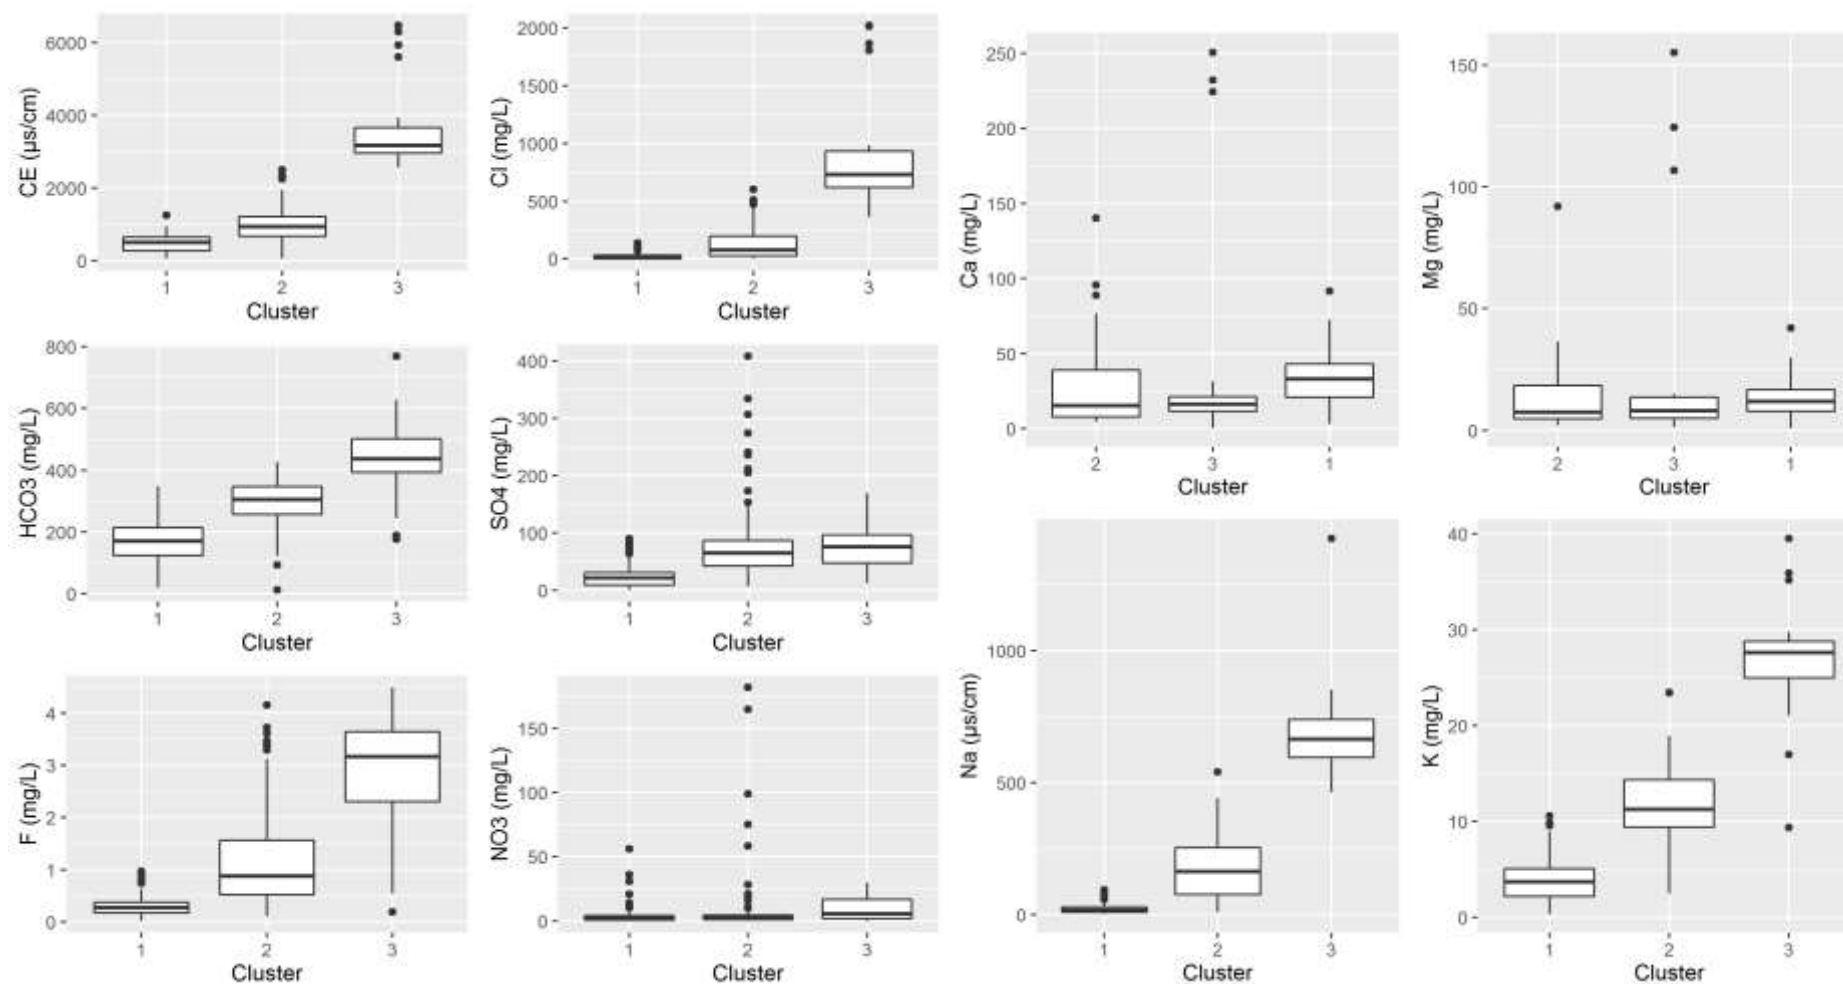 CE (µs/cm)
6000
4000
2000
0
1 2 3
Cluster
Cl (mg/L)
2000
1500
1000
500
0
1 2 3
Cluster
Ca (mg/L)
250
200
150
100
50
0
2 3 1
Cluster
Mg (mg/L)
150
100
50
0
2 3 1
Cluster
HCO3 (mg/L)
800
600
400
200
0
1 2 3
Cluster
SO4 (mg/L)
400
300
200
100
0
1 2 3
Cluster
F (mg/L)
4
3
2
1
0
1 2 3
Cluster
NO3 (mg/L)
150
100
50
0
1 2 3
Cluster
Na (µs/cm)
1000
500
0
1 2 3
Cluster
K (mg/L)
40
30
20
10
0
1 2 3
Cluster